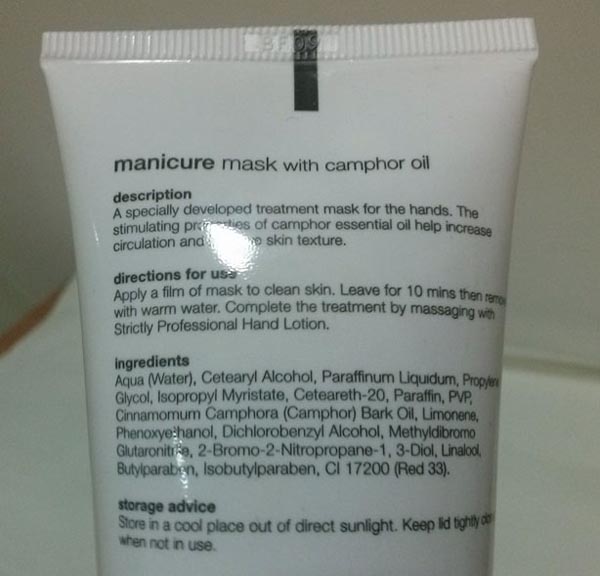 manicure mask with camphor oil
description
A specially developed treatment mask for the hands. The
stimulating of camphor essential oil help increase
circulation and skin texture.
directions for use
Apply a film of mask to clean skin. Leave for 10 mins then
with warm water. Complete the treatment by massaging with
Strictly Professional Hand Lotion.
ingredients
Aqua (Water), Cetearyl Alcohol, Paraffinum Liquidum, Propylene
Glycol, Isopropyl Myristate, Ceteareth-20, Paraffin, PVP,
Cinnamomum Camphora (Camphor) Bark Oil, Limonene,
Phenoxyethanol, Dichlorobenzyl Alcohol, Methyldibromo
Glutaronitrile, 2-Bromo-2-Nitropropane-1, 3-Diol, Linalool,
Butylparaben, Isobutylparaben, CI 17200 (Red 33).
storage advice
Store in a cool place out of direct sunlight. Keep lid tightly
when not in use.